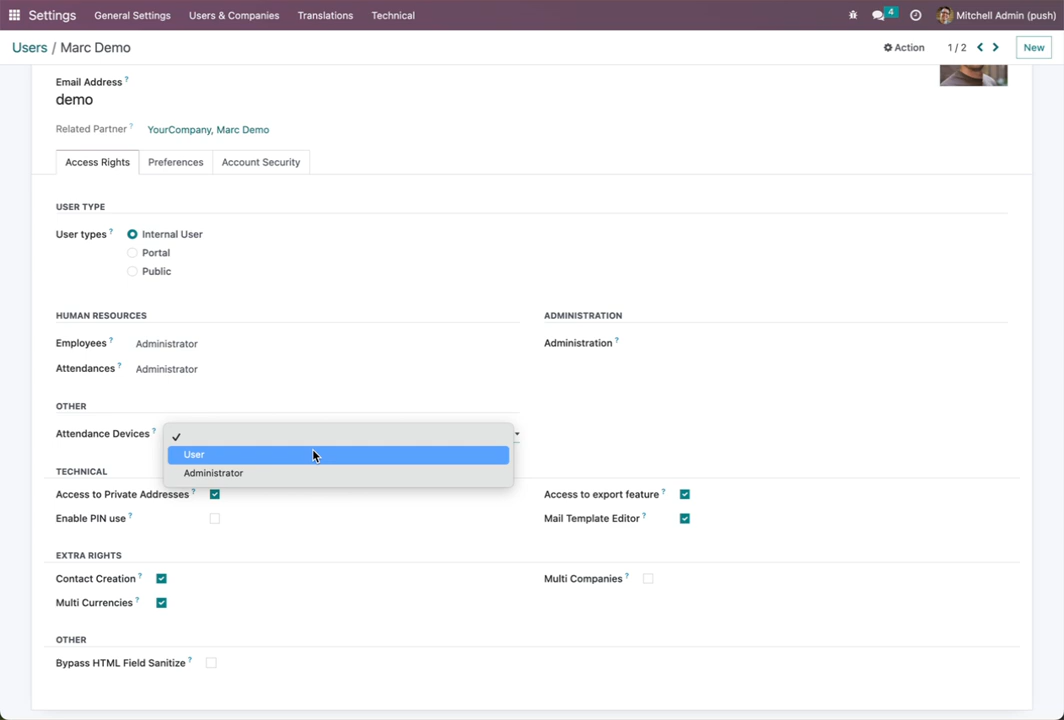 Settings General Settings Users & Companies Translations Technical 4 Mitchell Admin (push)
Users / Marc Demo Action 1 / 2 New
Email Address ?
demo
Related Partner ? YourCompany, Marc Demo
Access Rights Preferences Account Security
USER TYPE
User types ? Internal User
Portal
Public
HUMAN RESOURCES ADMINISTRATION
Employees ? Administrator Administration ?
Attendances ? Administrator
OTHER
Attendance Devices ?
User
Administrator
TECHNICAL
Access to Private Addresses ? Access to export feature ?
Enable PIN use ? Mail Template Editor ?
EXTRA RIGHTS
Contact Creation ? Multi Companies ?
Multi Currencies ?
OTHER
Bypass HTML Field Sanitize ?